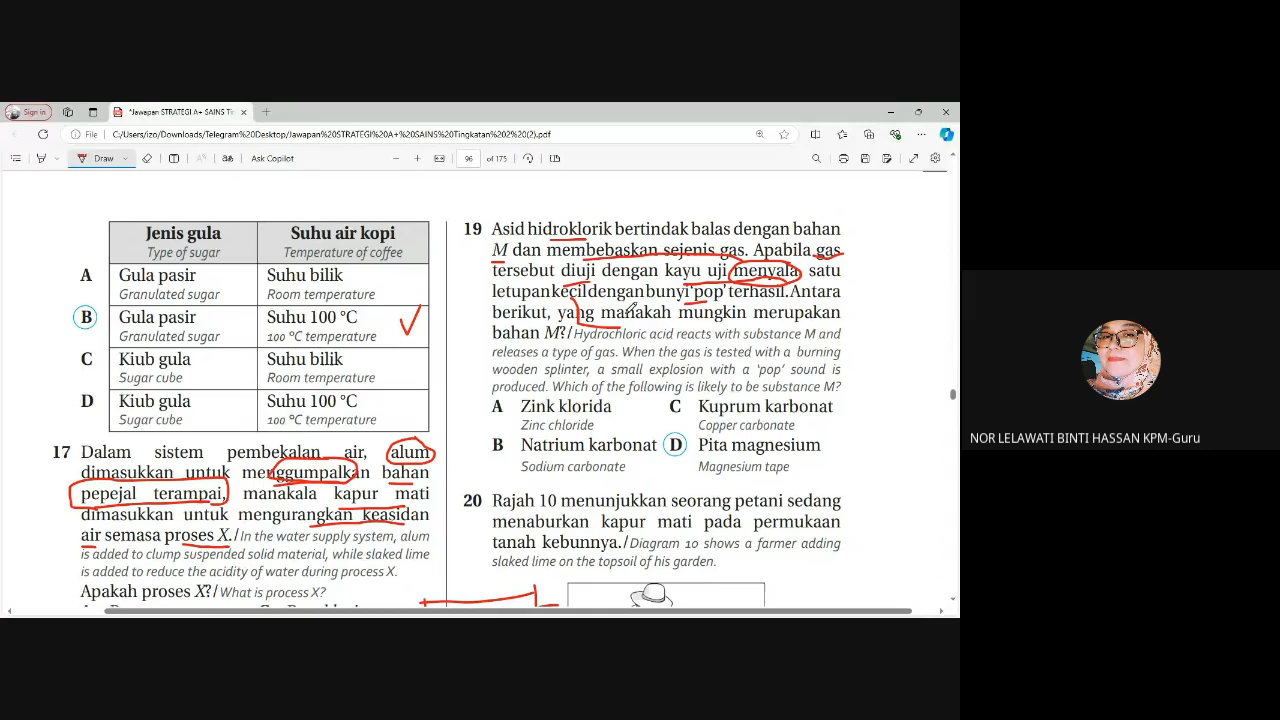 Sign in
*Jawapan STRATEGI A+ SAINS Tin
File
C:/Users/izo/Downloads/Telegram%20Desktop/Jawapan%20STRATEGI%20A+%20SAINS%20Tingkatan%202%20(2).pdf
Draw
Ask Copilot
96 of 175
Jenis gula Suhu air kopi
Type of sugar Temperature of coffee
A Gula pasir Suhu bilik
Granulated sugar Room temperature
B Gula pasir Suhu 100 °C
Granulated sugar 100 °C temperature
C Kiub gula Suhu bilik
Sugar cube Room temperature
D Kiub gula Suhu 100 °C
Sugar cube 100 °C temperature
17 Dalam sistem pembekalan air, alum
dimasukkan untuk menggumpalkan bahan
pepejal terampai, manakala kapur mati
dimasukkan untuk mengurangkan keasidan
air semasa proses X./In the water supply system, alum
is added to clump suspended solid material, while slaked lime
is added to reduce the acidity of water during process X.
Apakah proses X?/What is process X?
19 Asid hidroklorik bertindak balas dengan bahan
M dan membebaskan sejenis gas. Apabila gas
tersebut diuji dengan kayu uji menyala satu
letupan kecil dengan bunyi 'pop' terhasil. Antara
berikut, yang manakah mungkin merupakan
bahan M?/Hydrochloric acid reacts with substance M and
releases a type of gas. When the gas is tested with a burning
wooden splinter, a small explosion with a 'pop' sound is
produced. Which of the following is likely to be substance M?
A Zink klorida C Kuprum karbonat
Zinc chloride Copper carbonate
B Natrium karbonat D Pita magnesium
Sodium carbonate Magnesium tape
20 Rajah 10 menunjukkan seorang petani sedang
menaburkan kapur mati pada permukaan
tanah kebunnya./Diagram 10 shows a farmer adding
slaked lime on the topsoil of his garden.
NOR LELAWATI BINTI HASSAN KPM-Guru